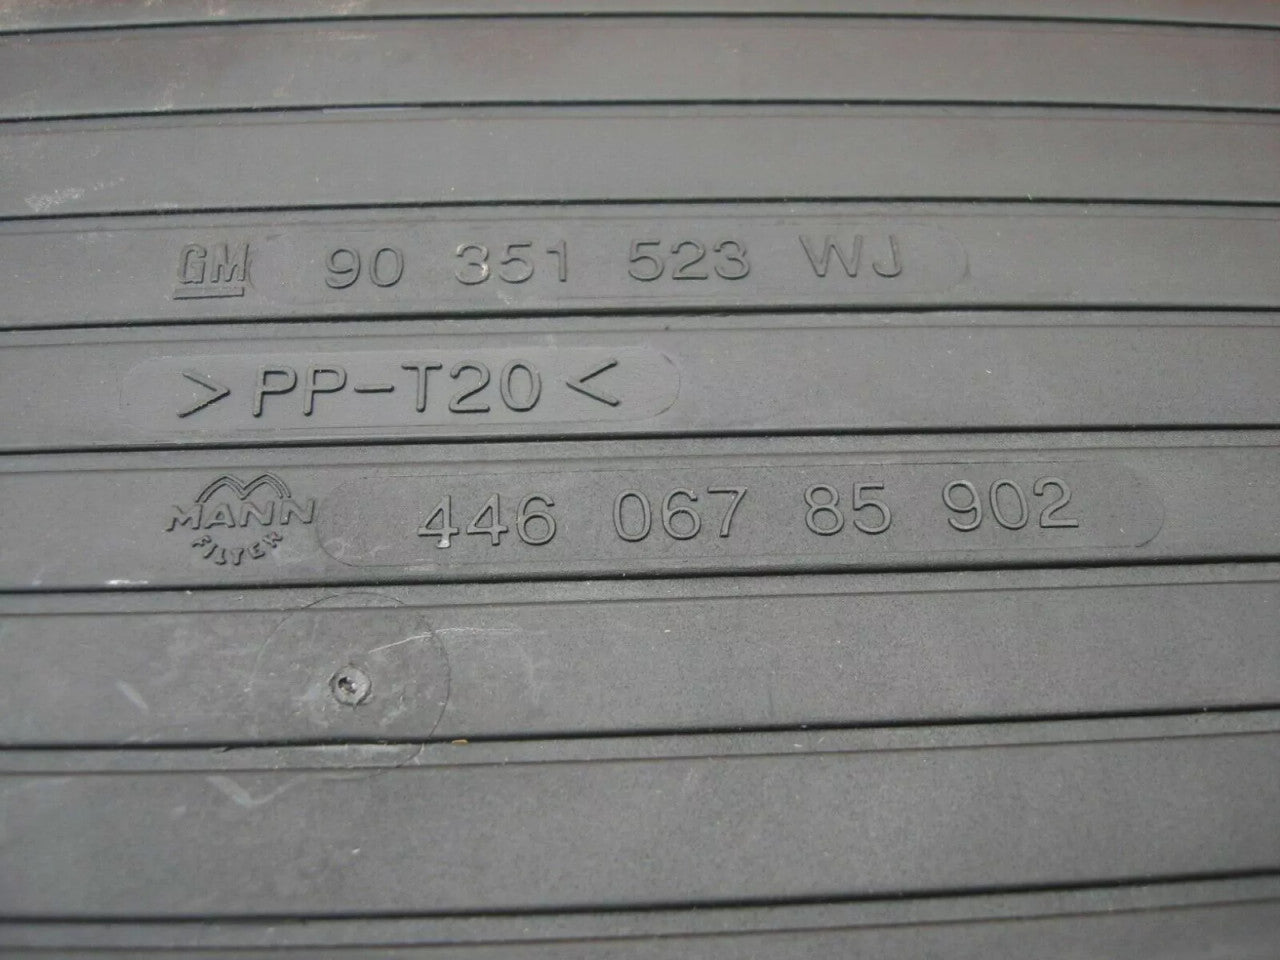 GM 90 351 523 WJ
>PP-T20<
MANN FILTER 446 067 85 902